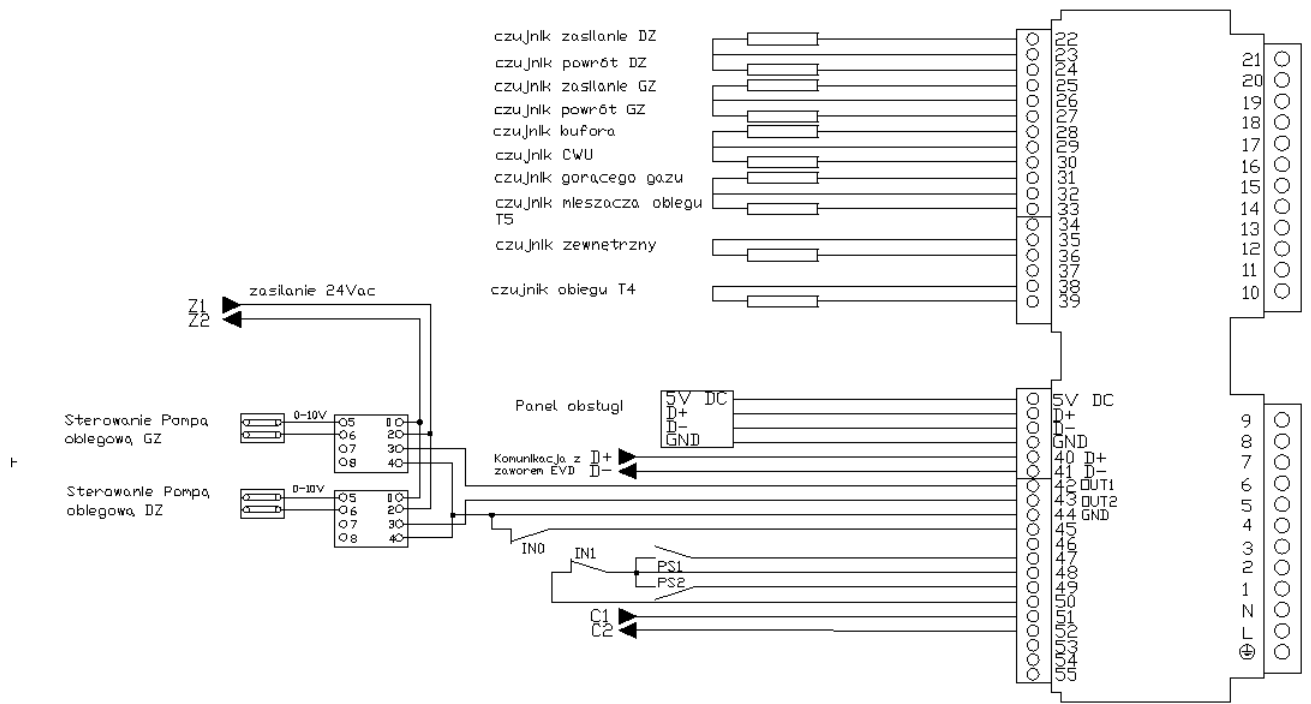 czujnik zasilanie DZ
czujnik powrót DZ
czujnik zasilanie GZ
czujnik powrót GZ
czujnik bufora
czujnik CWU
czujnik gorącego gazu
czujnik mieszacza obiegu
T5
czujnik zewnętrzny
czujnik obiegu T4
22
23
24
25
26
27
28
29
30
31
32
33
34
35
36
37
38
39
21
20
19
18
17
16
15
14
13
12
11
10
zasilanie 24Vac
Z1
Z2
Sterowanie Pompą
obiegową GZ
0-10V
5 1
6 2
7 3
8 4
Sterowanie Pompą
obiegową DZ
0-10V
5 1
6 2
7 3
8 4
Panel obsługi
5V DC
D+
D-
GND
Komunikacja z D+
zaworem EVD D-
IN0
IN1
PS1
PS2
C1
C2
5V DC
D+
D-
GND
40 D+
41 D-
42 OUT1
43 OUT2
44 GND
45
46
47
48
49
50
51
52
53
54
55
9
8
7
6
5
4
3
2
1
N
L